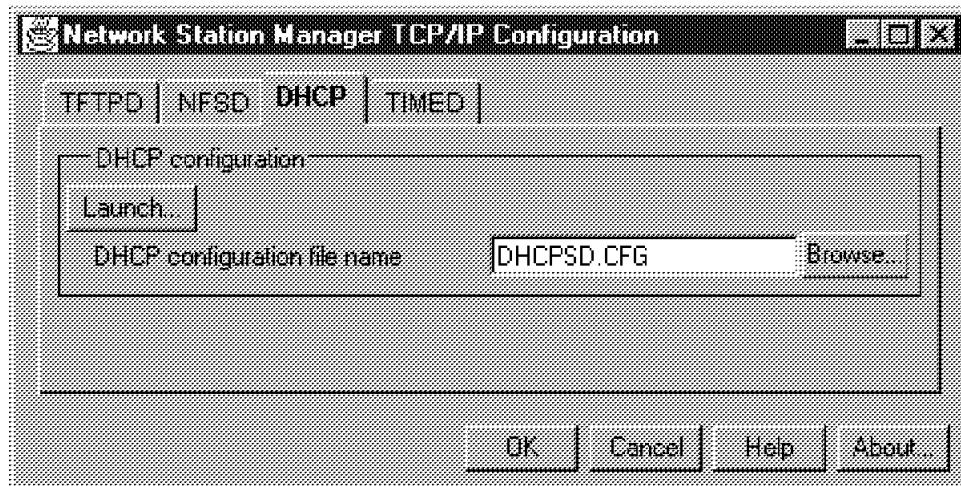 Network Station Manager TCP/IP Configuration
TFTPD NFSD DHCP TIMED
DHCP configuration
Launch...
DHCP configuration file name DHCPSD.CFG Browse...
OK Cancel Help About...